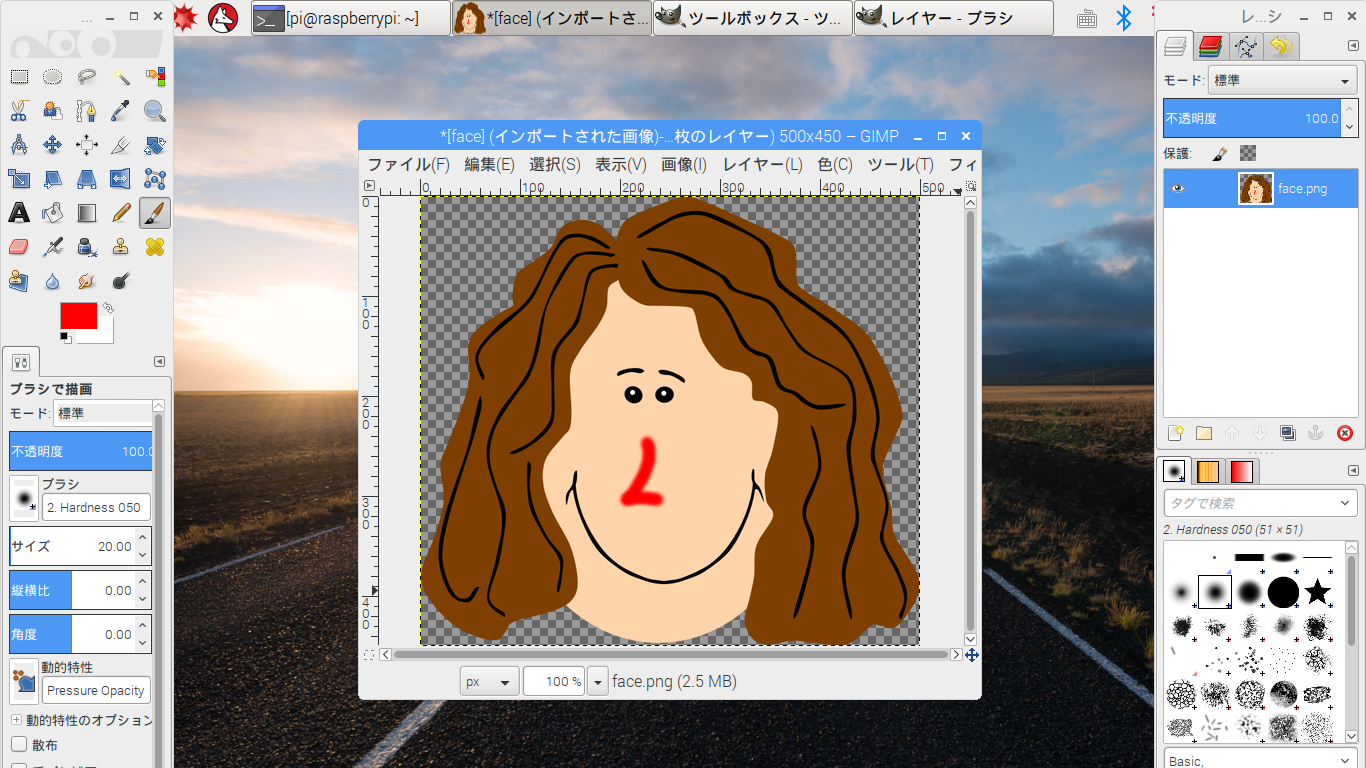 ...
[pi@raspberrypi: ~]
*[face] (インポートさ...
ツールボックス - ツ...
レイヤー - ブラシ
レ...シ
*[face] (インポートされた画像)-...枚のレイヤー) 500x450 – GIMP
ファイル(F) 編集(E) 選択(S) 表示(V) 画像(I) レイヤー(L) 色(C) ツール(T) フィ
0 100 200 300 400 500
0
100
200
300
400
px
100 %
face.png (2.5 MB)
ブラシで描画
モード: 標準
不透明度 100.0
ブラシ
2. Hardness 050
サイズ 20.00
縦横比 0.00
角度 0.00
動的特性
Pressure Opacity
動的特性のオプション
散布
モード: 標準
不透明度 100.0
保護:
face.png
タグで検索
2. Hardness 050 (51 × 51)
Basic,